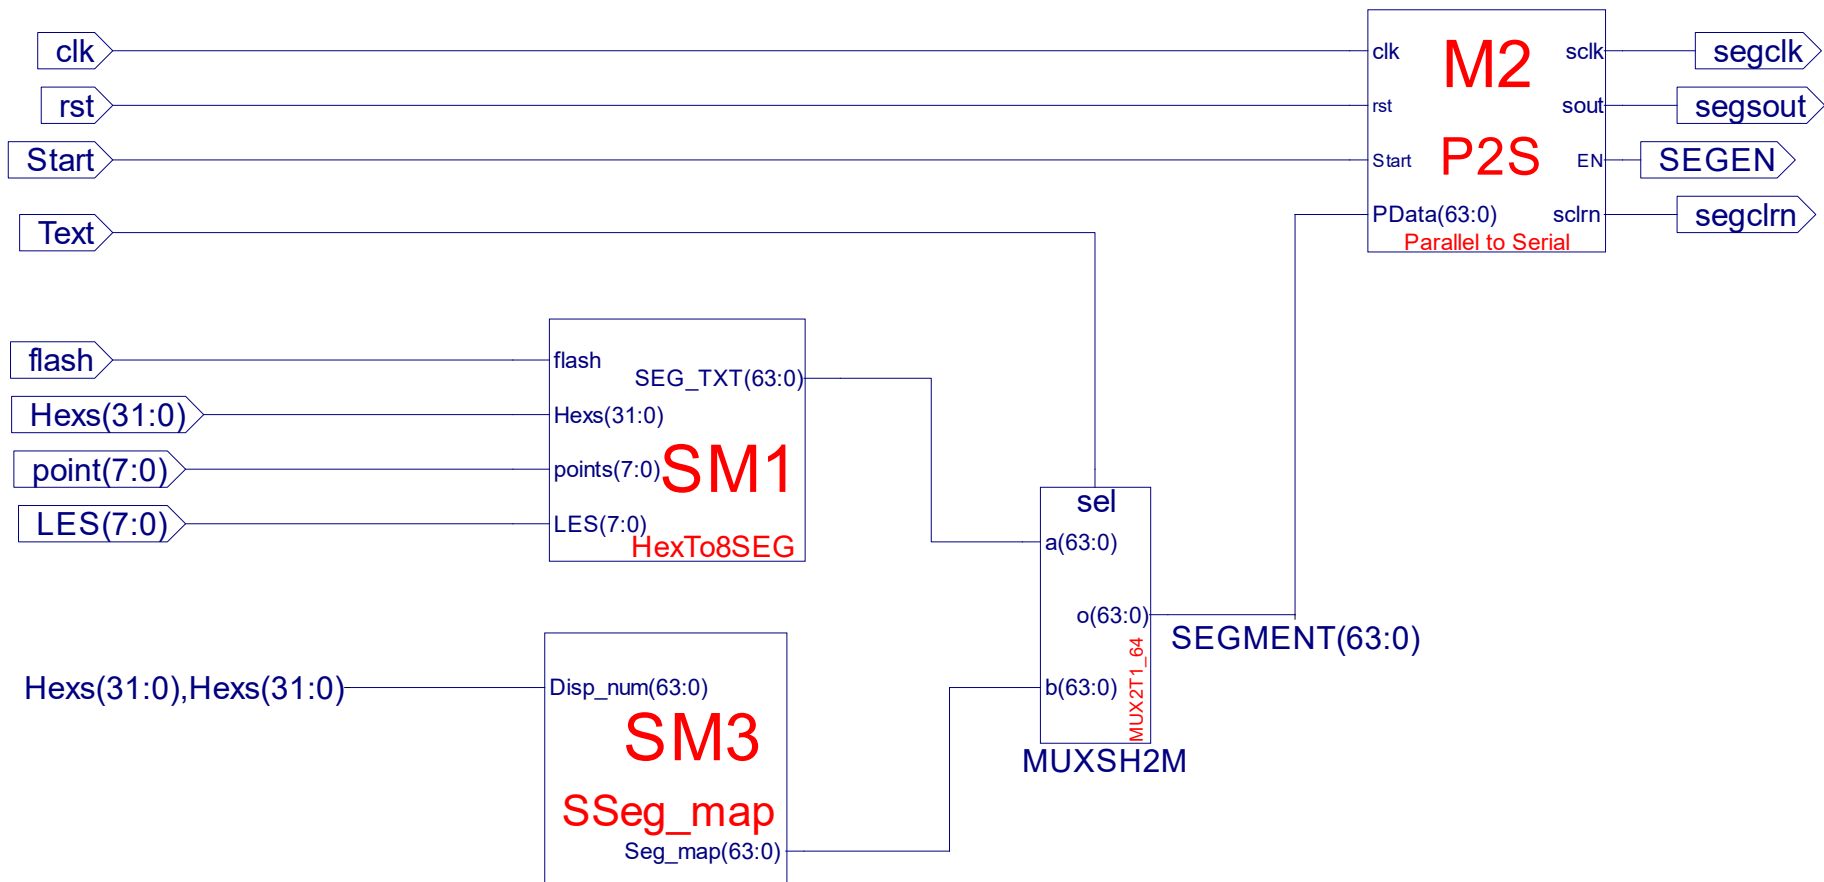 clk
rst
Start
Text
clk
rst
Start
PData(63:0)
M2
P2S
Parallel to Serial
sclk
sout
EN
sclrn
segclk
segsout
SEGEN
segclrn
flash
Hexs(31:0)
point(7:0)
LES(7:0)
flash
SEG_TXT(63:0)
Hexs(31:0)
points(7:0)
SM1
LES(7:0)
HexTo8SEG
sel
a(63:0)
o(63:0)
b(63:0)
MUX2T1_64
MUXSH2M
SEGMENT(63:0)
Hexs(31:0),Hexs(31:0)
Disp_num(63:0)
SM3
SSeg_map
Seg_map(63:0)